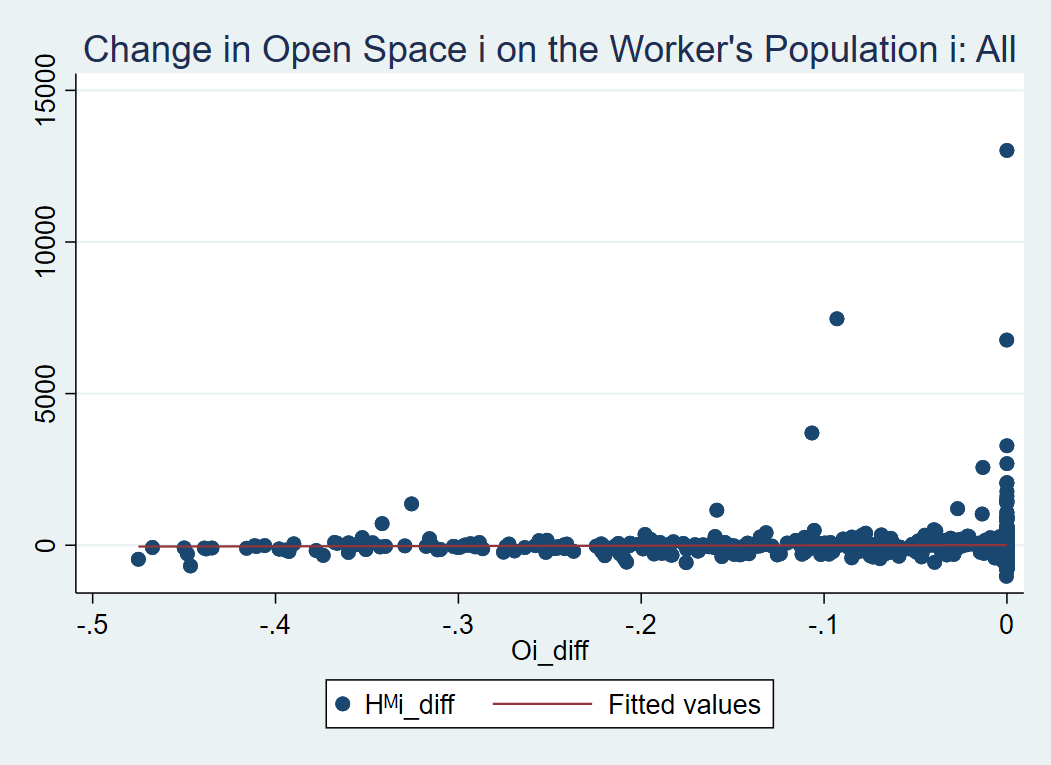 Change in Open Space i on the Worker's Population i: All
15000
10000
5000
0
-.5 -.4 -.3 -.2 -.1 0
Oi_diff
Hᴹi_diff Fitted values